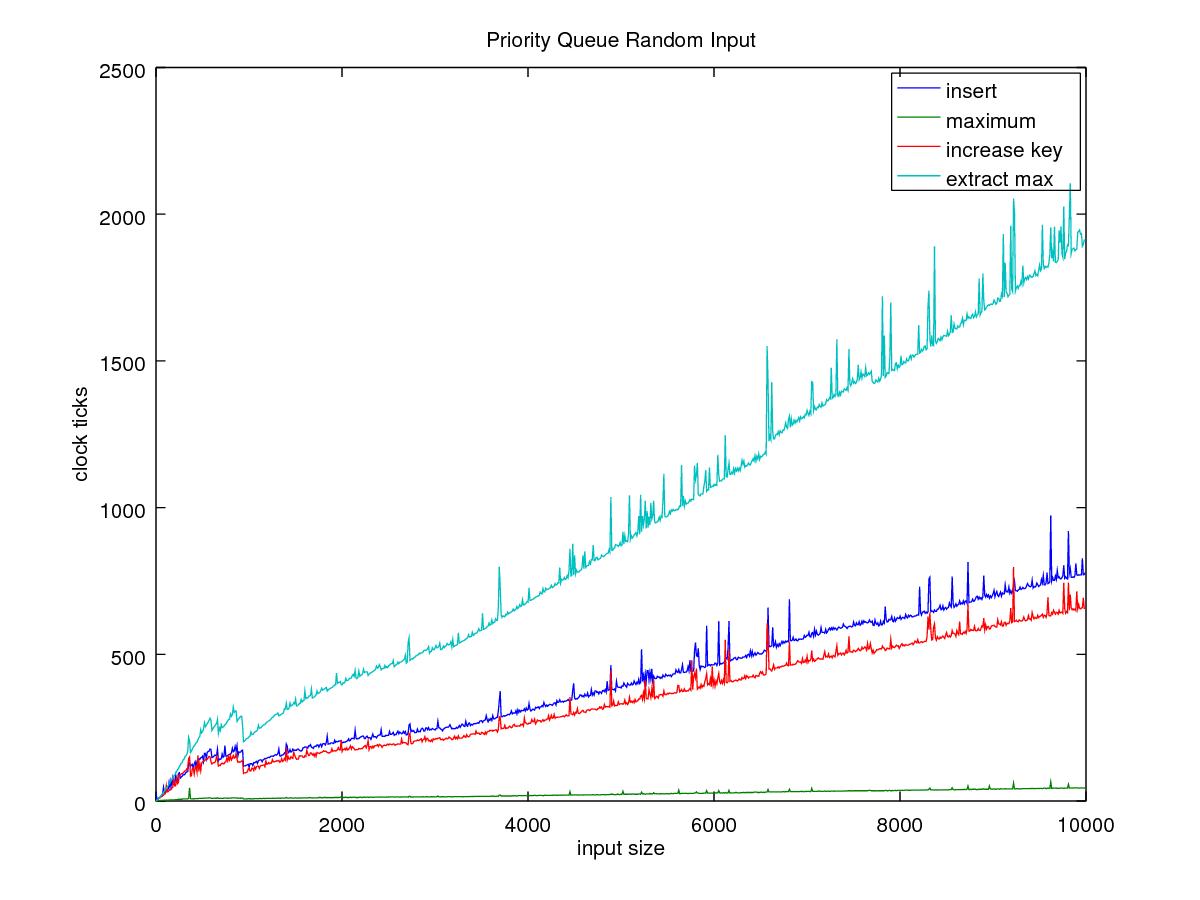 Priority Queue Random Input
2500
2000
1500
1000
500
0
clock ticks
insert
maximum
increase key
extract max
0 2000 4000 6000 8000 10000
input size